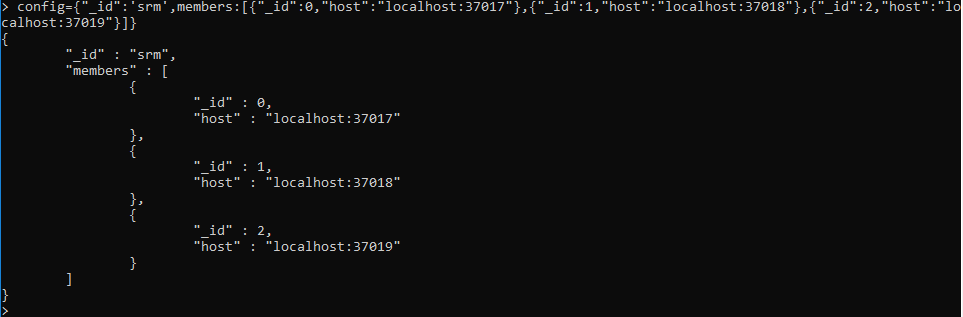 > config={"_id":'srm',members:[{"_id":0,"host":"localhost:37017"},{"_id":1,"host":"localhost:37018"},{"_id":2,"host":"lo
calhost:37019"}]}
{
        "_id" : "srm",
        "members" : [
                {
                        "_id" : 0,
                        "host" : "localhost:37017"
                },
                {
                        "_id" : 1,
                        "host" : "localhost:37018"
                },
                {
                        "_id" : 2,
                        "host" : "localhost:37019"
                }
        ]
}
>